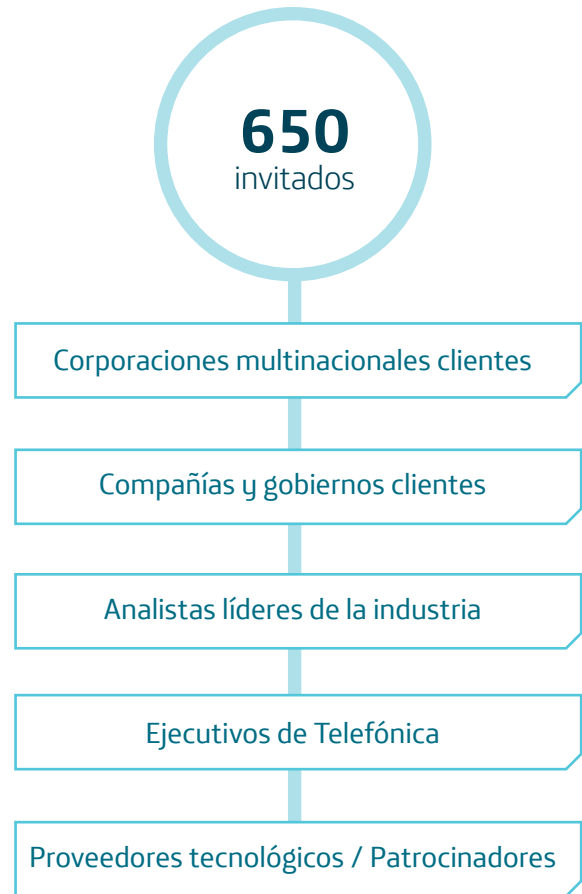 650
invitados
Corporaciones multinacionales clientes
Compañías y gobiernos clientes
Analistas líderes de la industria
Ejecutivos de Telefónica
Proveedores tecnológicos / Patrocinadores